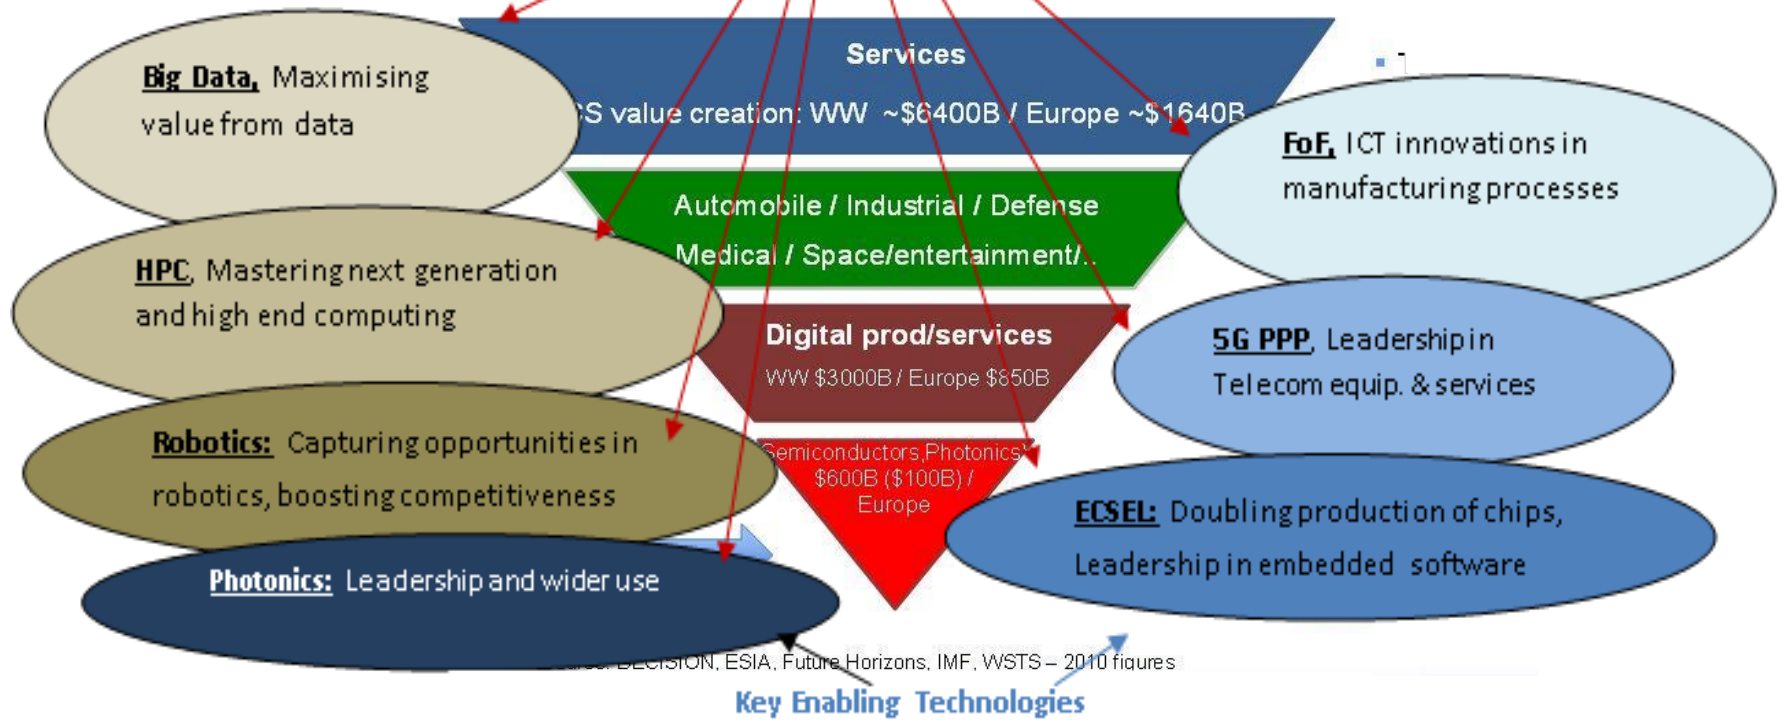 Services
CS value creation: WW ~$6400B / Europe ~$1640B
Big Data, Maximising
value from data
FoF, ICT innovations in
manufacturing processes
Automobile / Industrial / Defense
Medical / Space/entertainment/..
HPC, Mastering next generation
and high end computing
Digital prod/services
WW $3000B / Europe $850B
5G PPP, Leadership in
Telecom equip. & services
Robotics: Capturing opportunities in
robotics, boosting competitiveness
Semiconductors,Photonics
$600B ($100B) /
Europe
ECSEL: Doubling production of chips,
Leadership in embedded software
Photonics: Leadership and wider use
DECISION, ESIA, Future Horizons, IMF, WSTS – 2010 figures
Key Enabling Technologies